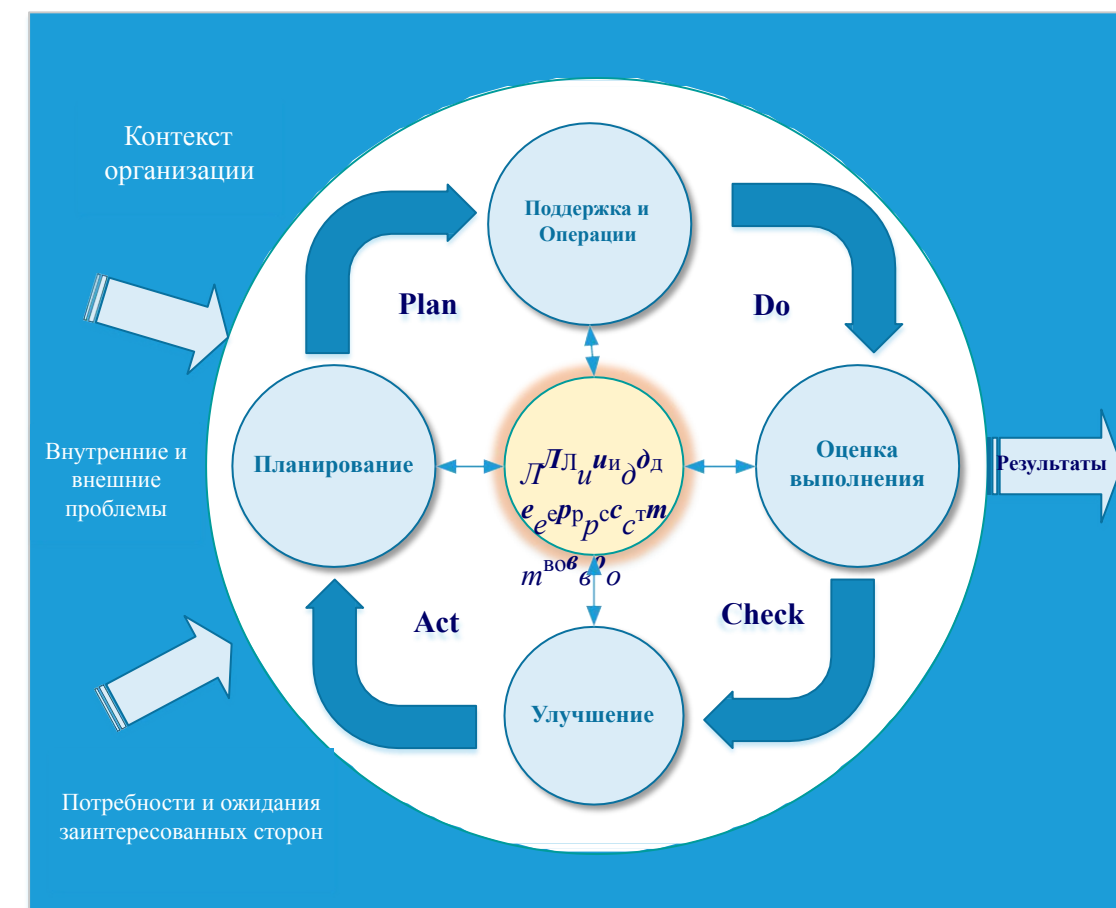 Контекст
организации
Поддержка и
Операции
Plan
Do
Внутренние и
внешние
проблемы
Планирование
Оценка
выполнения
Результаты
Act
Check
Улучшение
Потребности и ожидания
заинтересованных сторон